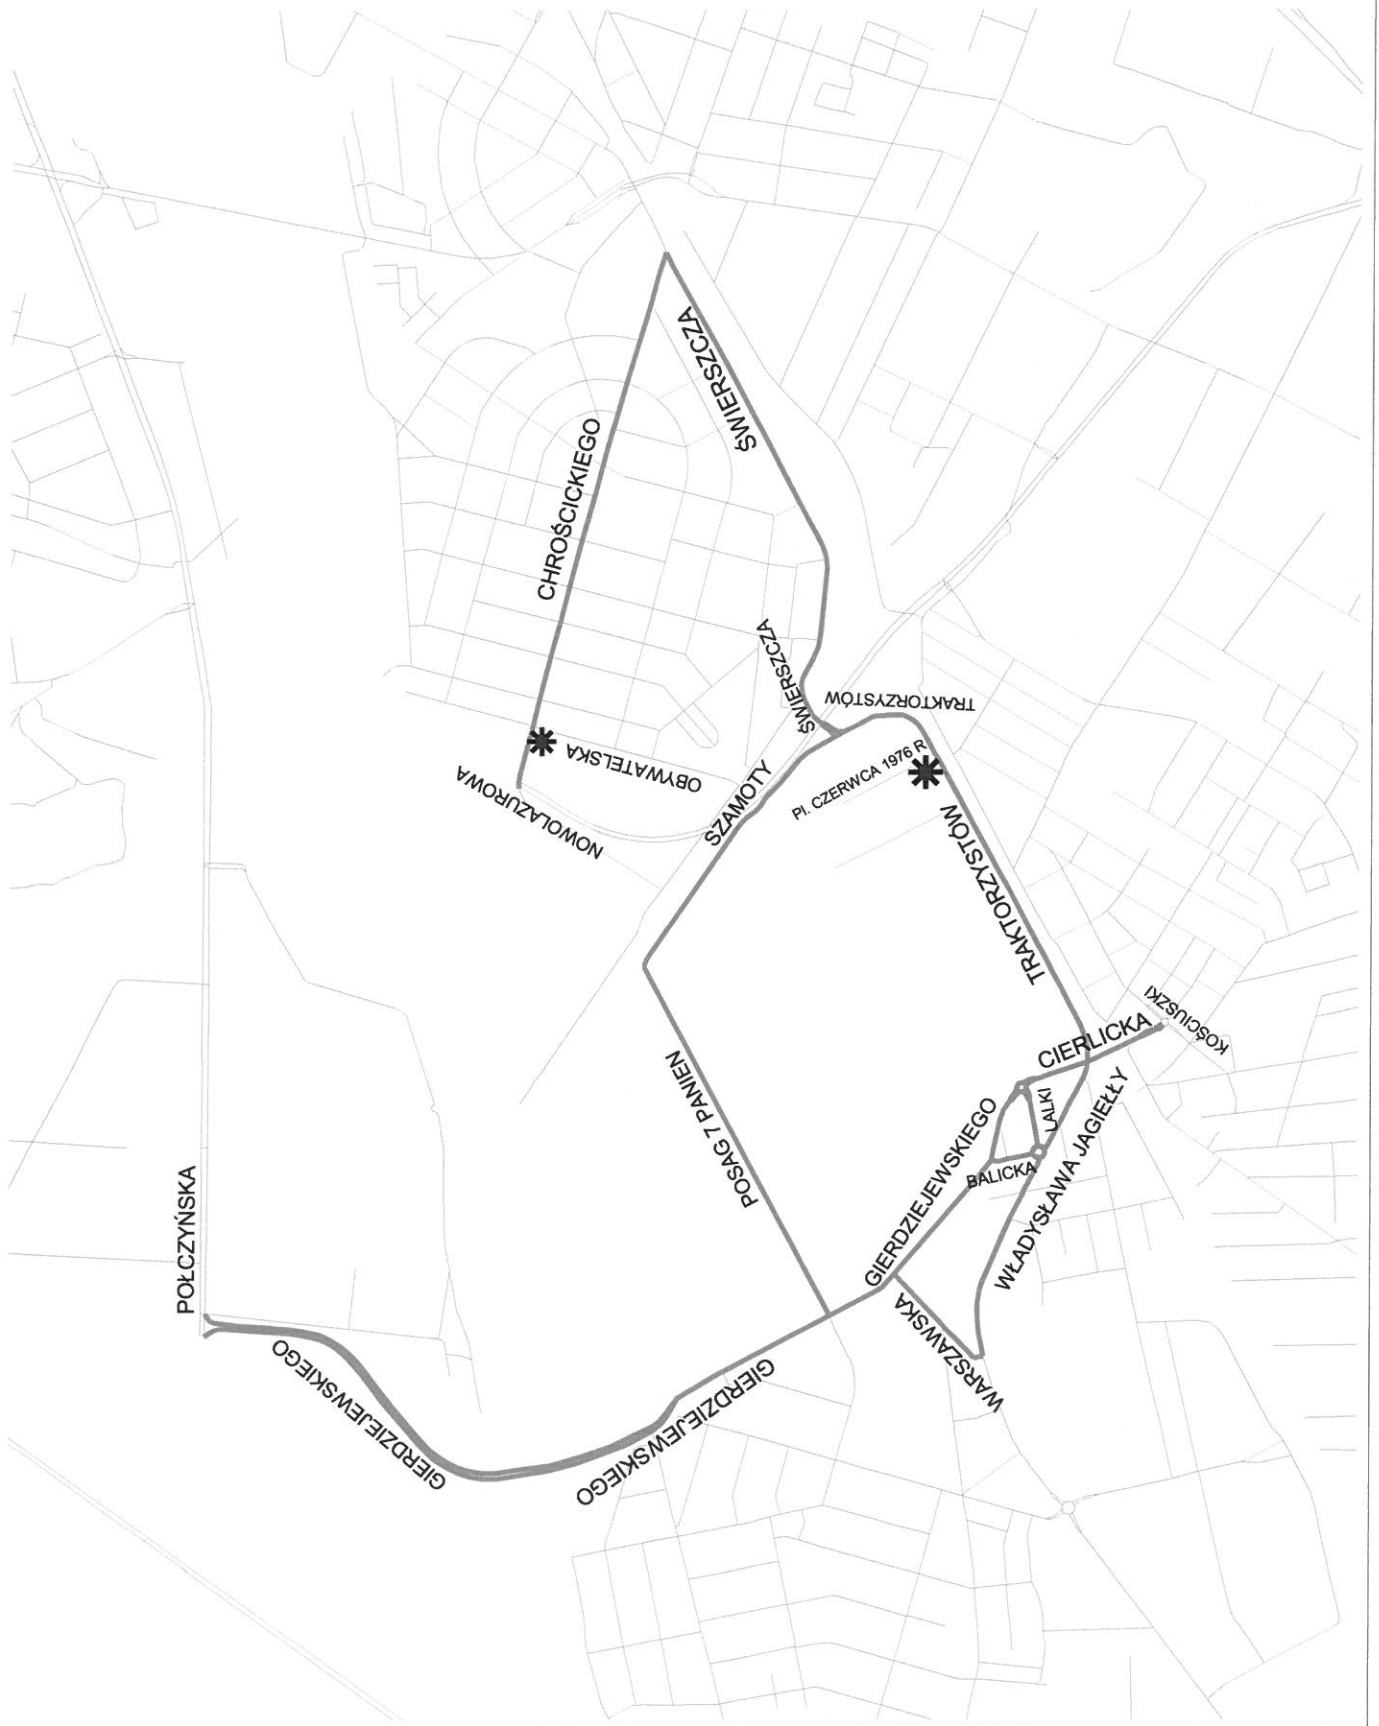 ŚWIERSZCZA
CHROŚCICKIEGO
ŚWIERSZCZA
TRAKTORZYSTÓW
OBYWATELSKA
NOWOLAZUROWA
SZAMOTY
Pl. CZERWCA 1976 R
TRAKTORZYSTÓW
KOŚCIUSZKI
CIERLICKA
LALKI
GIERDZIEJEWSKIEGO
BALICKA
WŁADYSŁAWA JAGIEŁŁY
POSAG 7 PANIEN
POŁCZYŃSKA
WARSZAWSKA
GIERDZIEJEWSKIEGO
GIERDZIEJEWSKIEGO